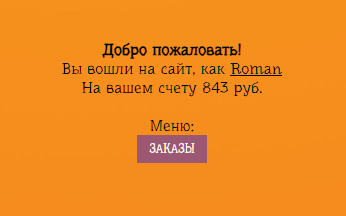 Добро пожаловать!
Вы вошли на сайт, как Roman
На вашем счету 843 руб.
Меню:
ЗАКАЗЫ